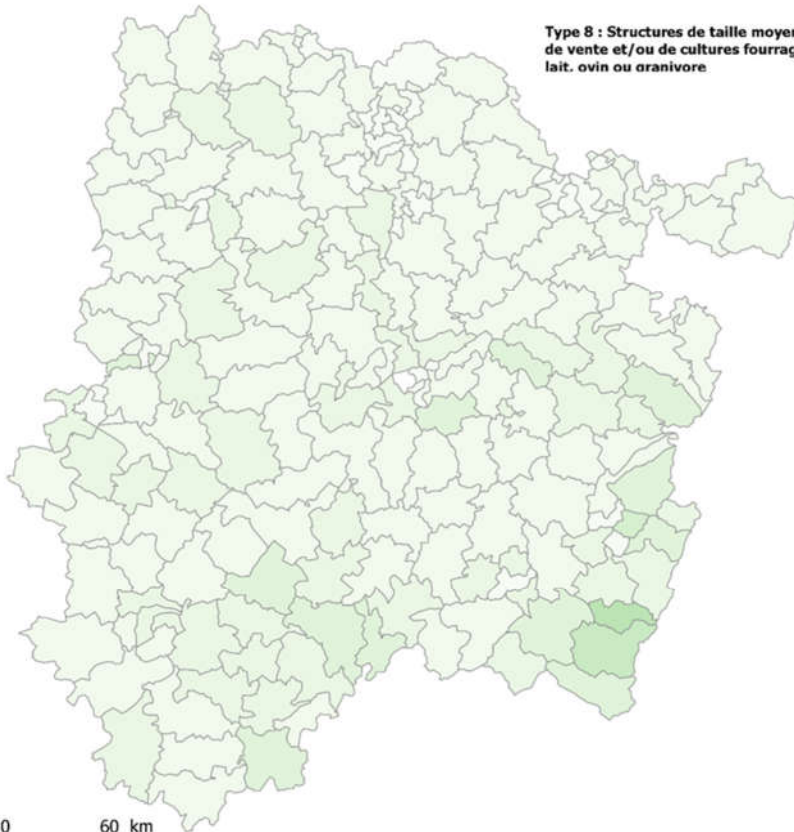 Type 8 : Structures de taille moyen
de vente et/ou de cultures fourrag
lait, ovin ou granivore
0 60 km